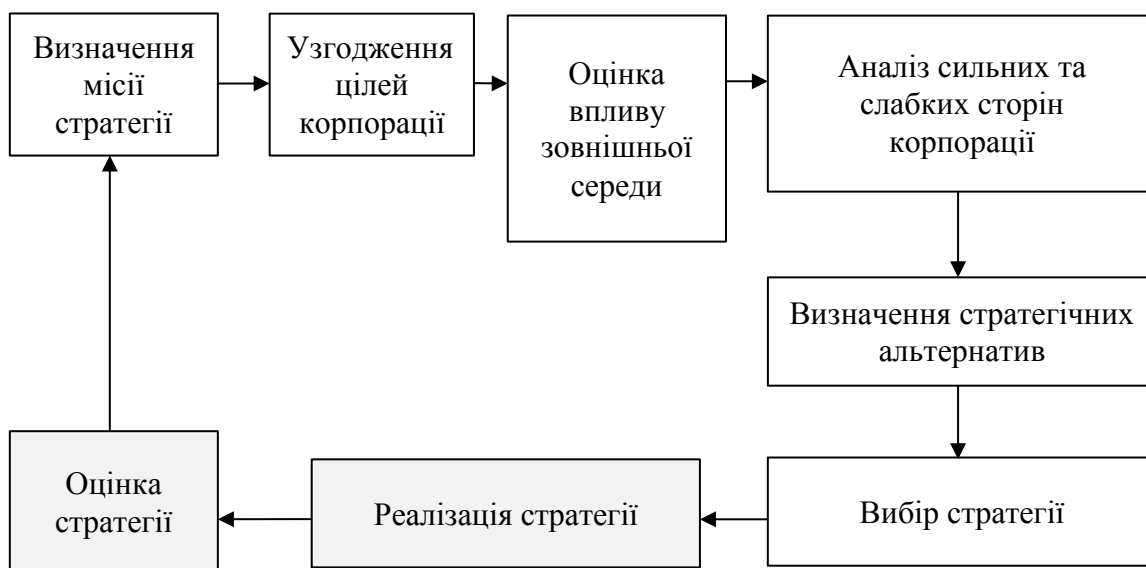 Визначення
місії
стратегії
Узгодження
цілей
корпорації
Оцінка
впливу
зовнішньої
середи
Аналіз сильних та
слабких сторін
корпорації
Визначення стратегічних
альтернатив
Вибір стратегії
Реалізація стратегії
Оцінка
стратегії